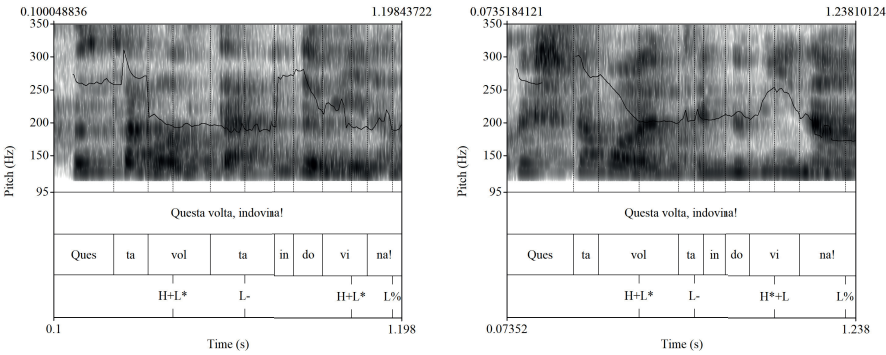 0.100048836 1.19843722
350
300
250
200
150
95
Pitch (Hz)
Questa volta, indovina!
Ques ta vol ta in do vi na!
H+L* L- H+L* L%
0.1 1.198
Time (s)
0.0735184121 1.23810124
350
300
250
200
150
95
Pitch (Hz)
Questa volta, indovina!
Ques ta vol ta in do vi na!
H+L* L- H*+L L%
0.07352 1.238
Time (s)